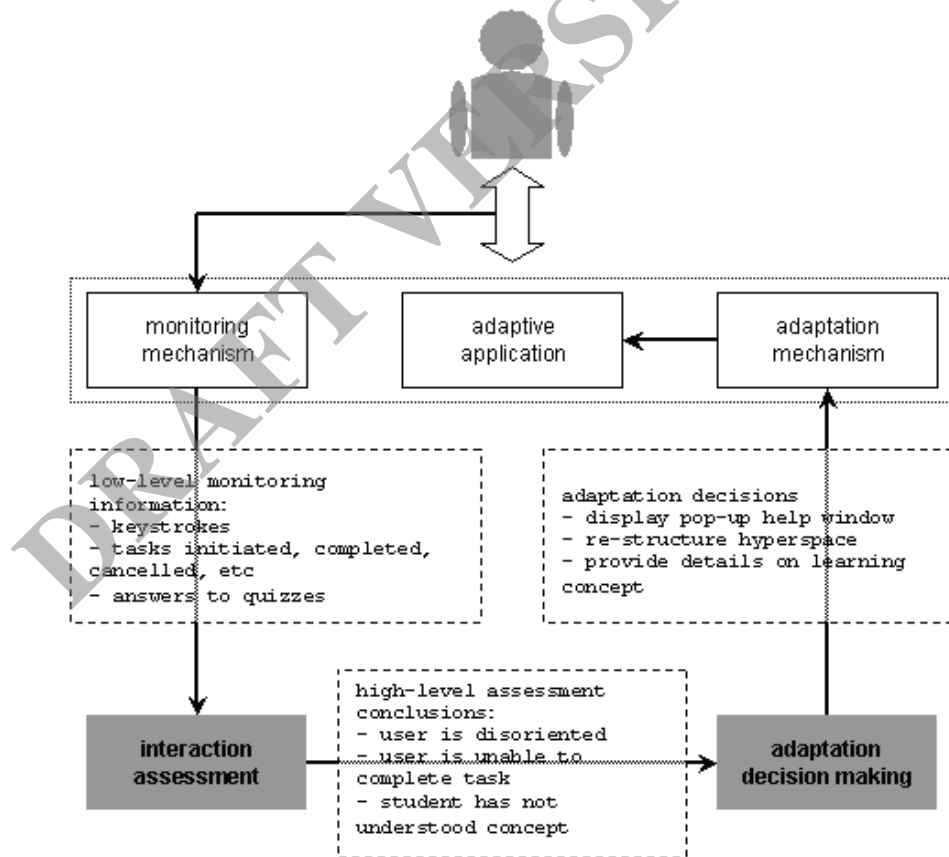 DRAFT VERSI
monitoring
mechanism
adaptive
application
adaptation
mechanism
low-level monitoring
information:
- keystrokes
- tasks initiated, completed,
cancelled, etc
- answers to quizzes
adaptation decisions
- display pop-up help window
- re-structure hyperspace
- provide details on learning
concept
high-level assessment
conclusions:
- user is disoriented
- user is unable to
complete task
- student has not
understood concept
interaction
assessment
adaptation
decision making